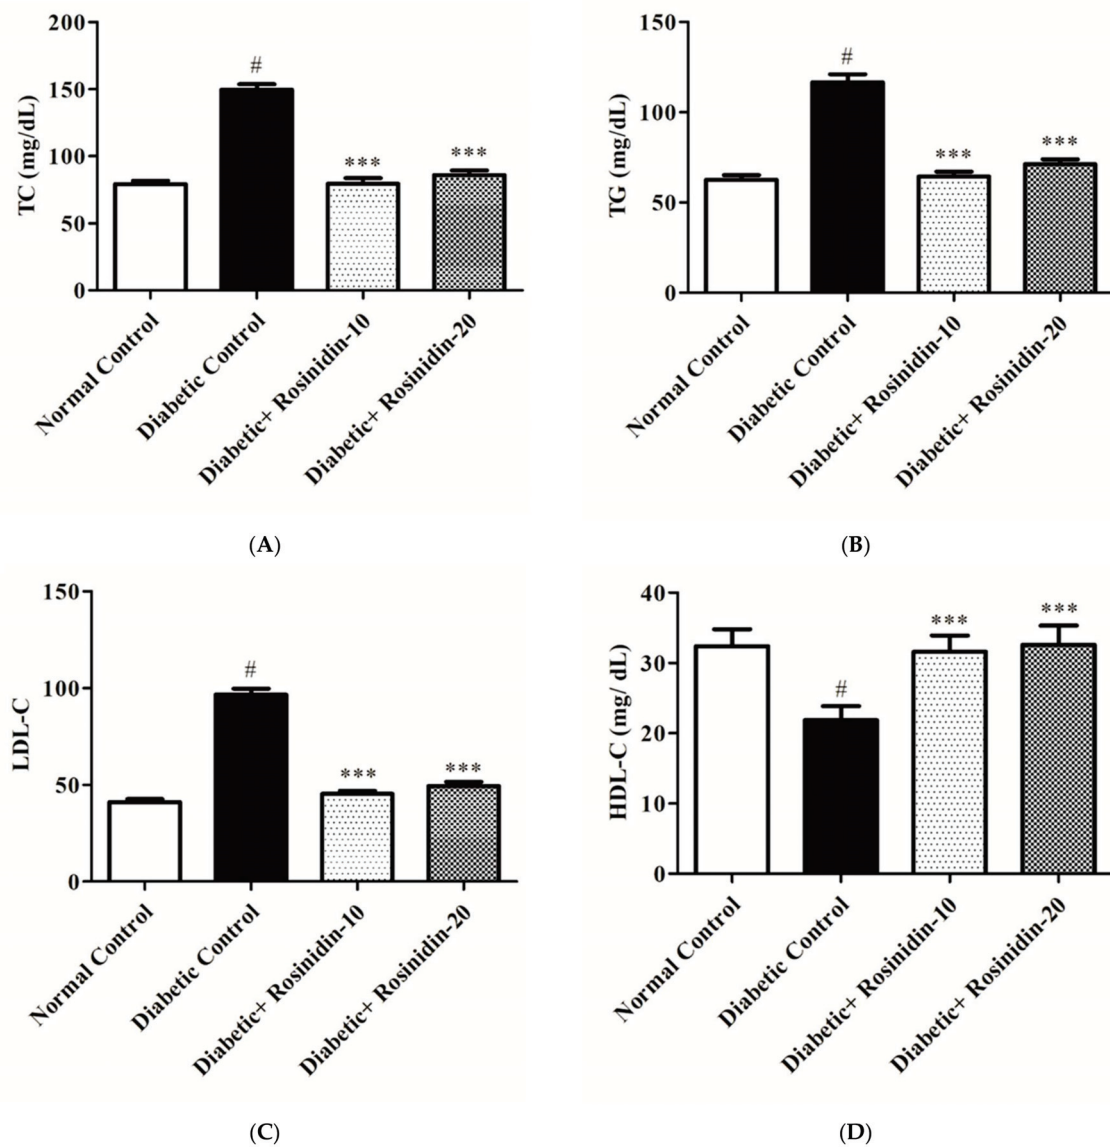 TC (mg/dL)
200
150
100
50
0
#
***
***
Normal Control
Diabetic Control
Diabetic+ Rosinidin-10
Diabetic+ Rosinidin-20
(A)
TG (mg/dL)
150
100
50
0
#
***
***
Normal Control
Diabetic Control
Diabetic+ Rosinidin-10
Diabetic+ Rosinidin-20
(B)
LDL-C
150
100
50
0
#
***
***
Normal Control
Diabetic Control
Diabetic+ Rosinidin-10
Diabetic+ Rosinidin-20
(C)
HDL-C (mg/ dL)
40
30
20
10
0
#
***
***
Normal Control
Diabetic Control
Diabetic+ Rosinidin-10
Diabetic+ Rosinidin-20
(D)